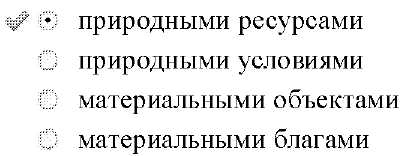 природными ресурсами
природными условиями
материальными объектами
материальными благами